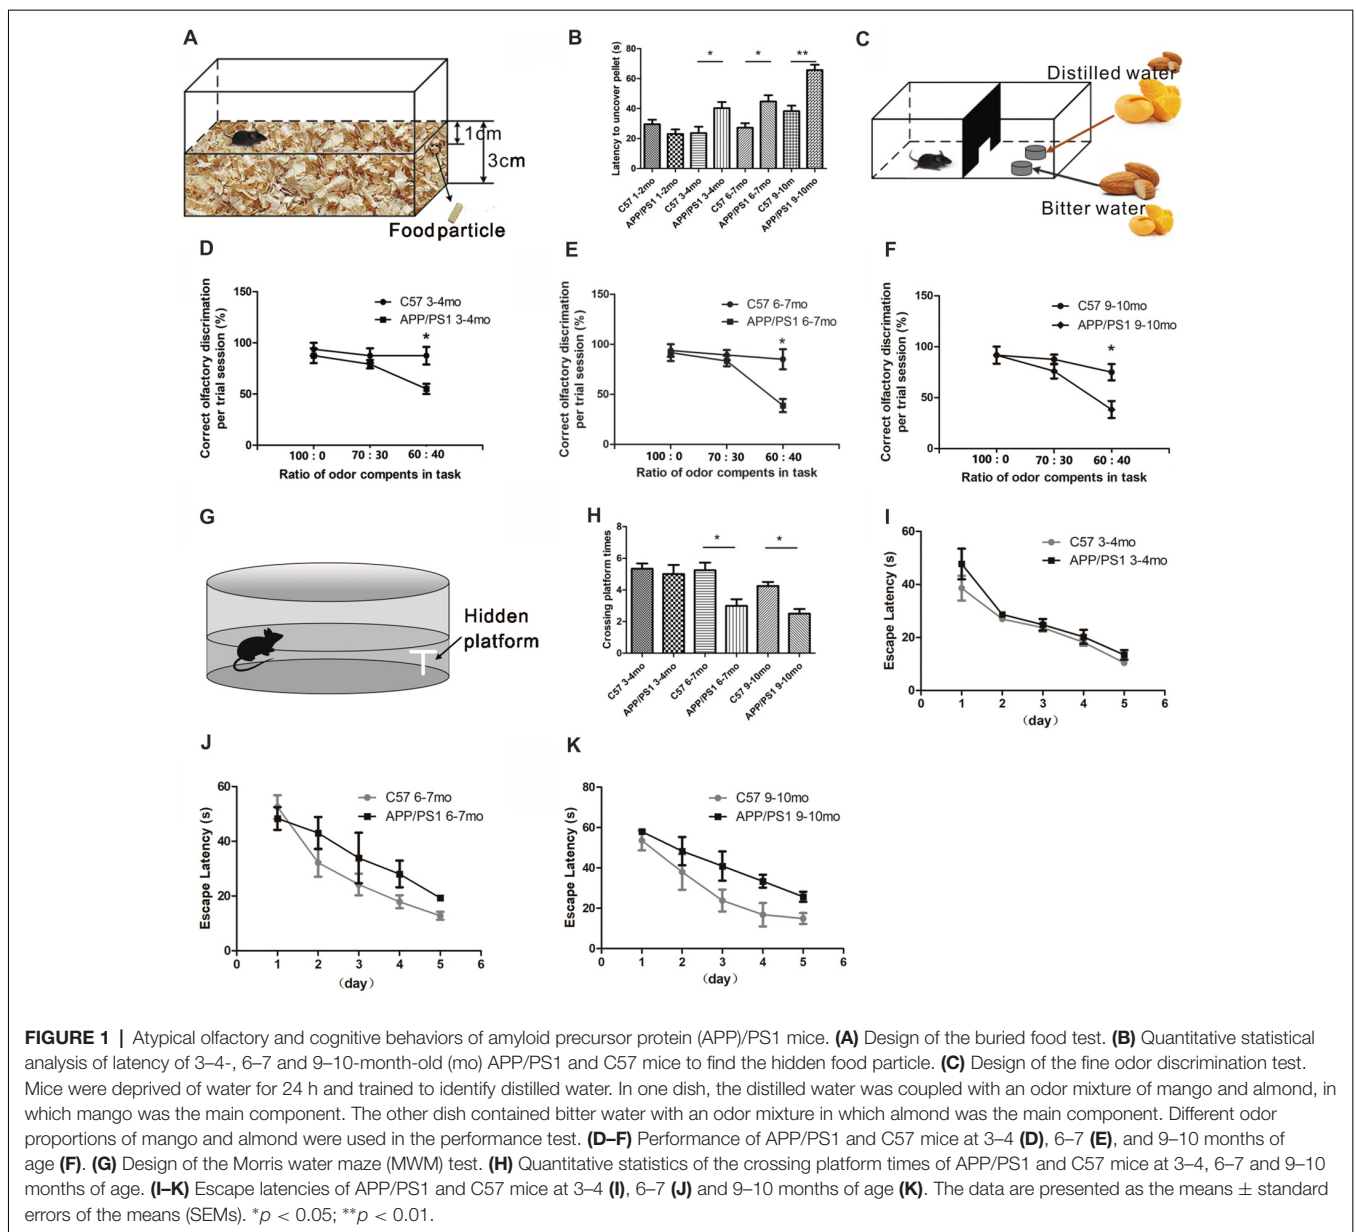 A
1cm
3cm
Food particle
B
Latency to uncover pellet (s)
80
60
40
20
0
*
*
**
C57 1-2mo
APP/PS1 1-2mo
C57 3-4mo
APP/PS1 3-4mo
C57 6-7mo
APP/PS1 6-7mo
C57 9-10m
APP/PS1 9-10mo
C
Distilled water
Bitter water
D
Correct olfactory discrimation
per trial session (%)
150
100
50
0
C57 3-4mo
APP/PS1 3-4mo
*
100 : 0
70 : 30
60 : 40
Ratio of odor compents in task
E
Correct olfactory discrimation
per trial session (%)
150
100
50
0
C57 6-7mo
APP/PS1 6-7mo
*
100 : 0
70 : 30
60 : 40
Ratio of odor compents in task
F
Correct olfactory discrimation
per trial session (%)
150
100
50
0
C57 9-10mo
APP/PS1 9-10mo
*
100 : 0
70 : 30
60 : 40
Ratio of odor compents in task
G
Hidden
platform
H
Crossing platform times
8
6
4
2
0
*
*
C57 3-4mo
APP/PS1 3-4mo
C57 6-7mo
APP/PS1 6-7mo
C57 9-10mo
APP/PS1 9-10mo
I
Escape Latency (s)
60
40
20
0
C57 3-4mo
APP/PS1 3-4mo
0 1 2 3 4 5 6
(day)
J
Escape Latency (s)
60
40
20
0
C57 6-7mo
APP/PS1 6-7mo
0 1 2 3 4 5 6
(day)
K
Escape Latency (s)
80
60
40
20
0
C57 9-10mo
APP/PS1 9-10mo
0 1 2 3 4 5 6
(day)
FIGURE 1 | Atypical olfactory and cognitive behaviors of amyloid precursor protein (APP)/PS1 mice. (A) Design of the buried food test. (B) Quantitative statistical
analysis of latency of 3–4-, 6–7 and 9–10-month-old (mo) APP/PS1 and C57 mice to find the hidden food particle. (C) Design of the fine odor discrimination test.
Mice were deprived of water for 24 h and trained to identify distilled water. In one dish, the distilled water was coupled with an odor mixture of mango and almond, in
which mango was the main component. The other dish contained bitter water with an odor mixture in which almond was the main component. Different odor
proportions of mango and almond were used in the performance test. (D–F) Performance of APP/PS1 and C57 mice at 3–4 (D), 6–7 (E), and 9–10 months of
age (F). (G) Design of the Morris water maze (MWM) test. (H) Quantitative statistics of the crossing platform times of APP/PS1 and C57 mice at 3–4, 6–7 and 9–10
months of age. (I–K) Escape latencies of APP/PS1 and C57 mice at 3–4 (I), 6–7 (J) and 9–10 months of age (K). The data are presented as the means ± standard
errors of the means (SEMs). *p < 0.05; **p < 0.01.